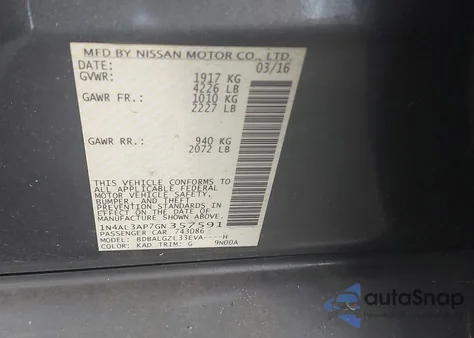 MFD BY NISSAN MOTOR CO., LTD.
DATE: 03/16
GVWR: 1917 KG
4226 LB
GAWR FR.: 1010 KG
2227 LB
GAWR RR.: 940 KG
2072 LB
THIS VEHICLE CONFORMS TO
ALL APPLICABLE FEDERAL
MOTOR VEHICLE SAFETY,
BUMPER, AND THEFT
PREVENTION STANDARDS IN
EFFECT ON THE DATE OF
MANUFACTURE SHOWN ABOVE.
1N4AL3AP7GN357591
PASSENGER CAR 743086
MODEL: BDBALGZL33EVA----H
COLOR: KAD TRIM: G 9N00A
autoSnap